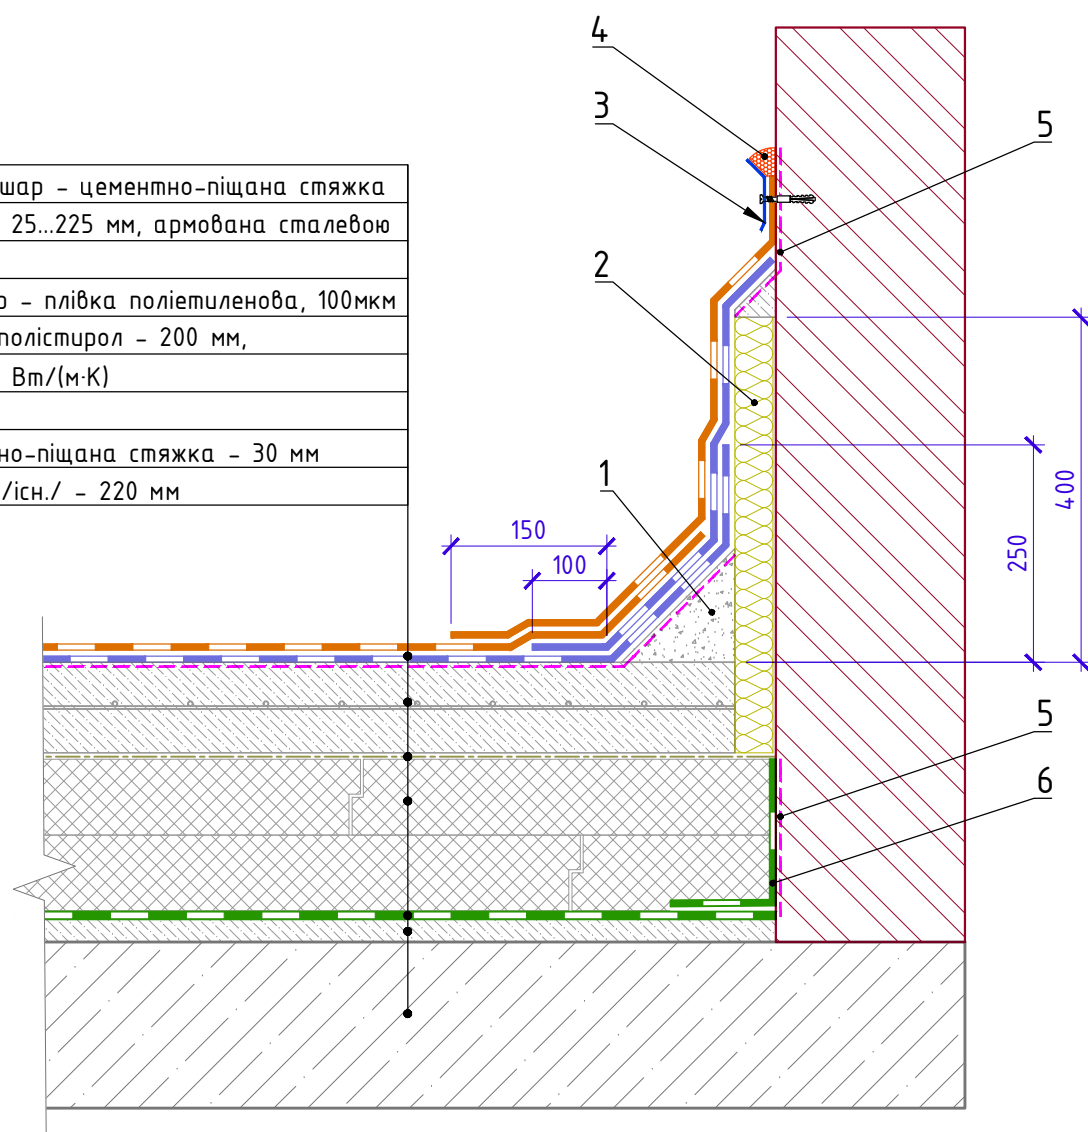 4
3
5
шар – цементно-піщана стяжка
25...225 мм, армована сталевою
– плівка поліетиленова, 100мкм
полістирол – 200 мм,
Вт/(м·К)
но-піщана стяжка – 30 мм
/існ./ – 220 мм
2
1
150
100
250
400
5
6